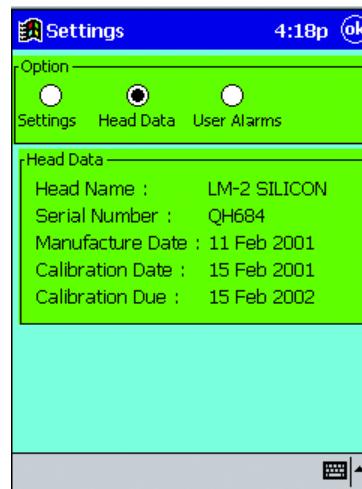 Settings 4:18p ok
Option
Settings Head Data User Alarms
Head Data
Head Name : LM-2 SILICON
Serial Number : QH684
Manufacture Date : 11 Feb 2001
Calibration Date : 15 Feb 2001
Calibration Due : 15 Feb 2002